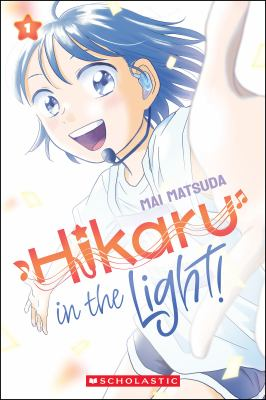 1
MAI MATSUDA
Hikaru
in the Light!
SCHOLASTIC